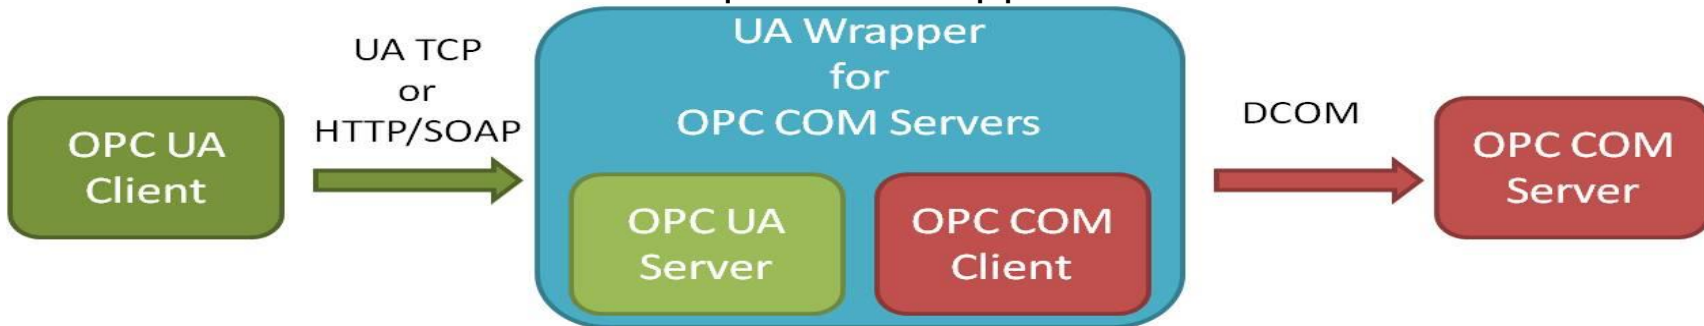 OPC UA
Client
UA TCP
or
HTTP/SOAP
UA Wrapper
for
OPC COM Servers
OPC UA
Server
OPC COM
Client
DCOM
OPC COM
Server